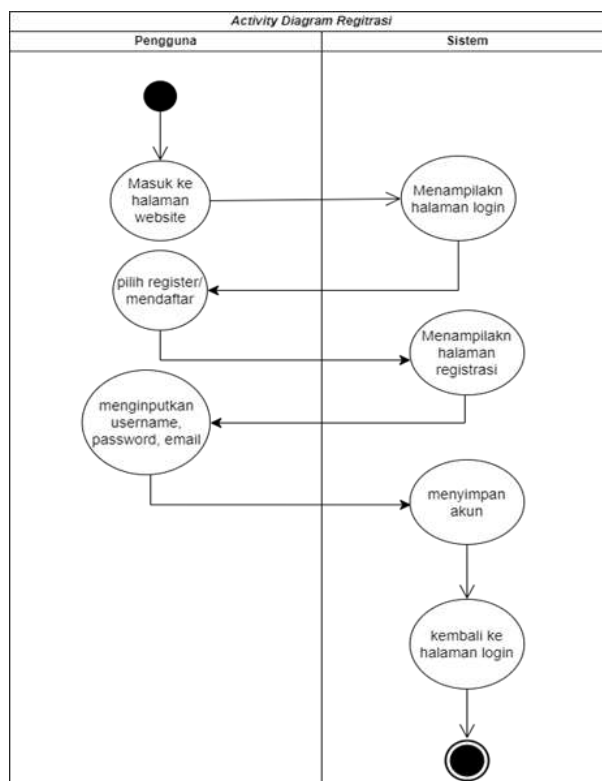 Activity Diagram Regitrasi
Pengguna
Sistem
Masuk ke
halaman
website
Menampilakn
halaman login
pilih register/
mendaftar
Menampilakn
halaman
registrasi
menginputkan
username,
password, email
menyimpan
akun
kembali ke
halaman login